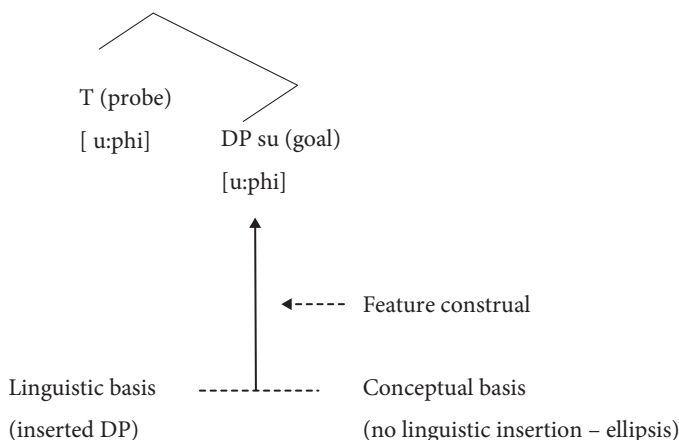 T (probe)
[ u:phi]
DP su (goal)
[u:phi]
Feature construal
Linguistic basis
(inserted DP)
Conceptual basis
(no linguistic insertion – ellipsis)